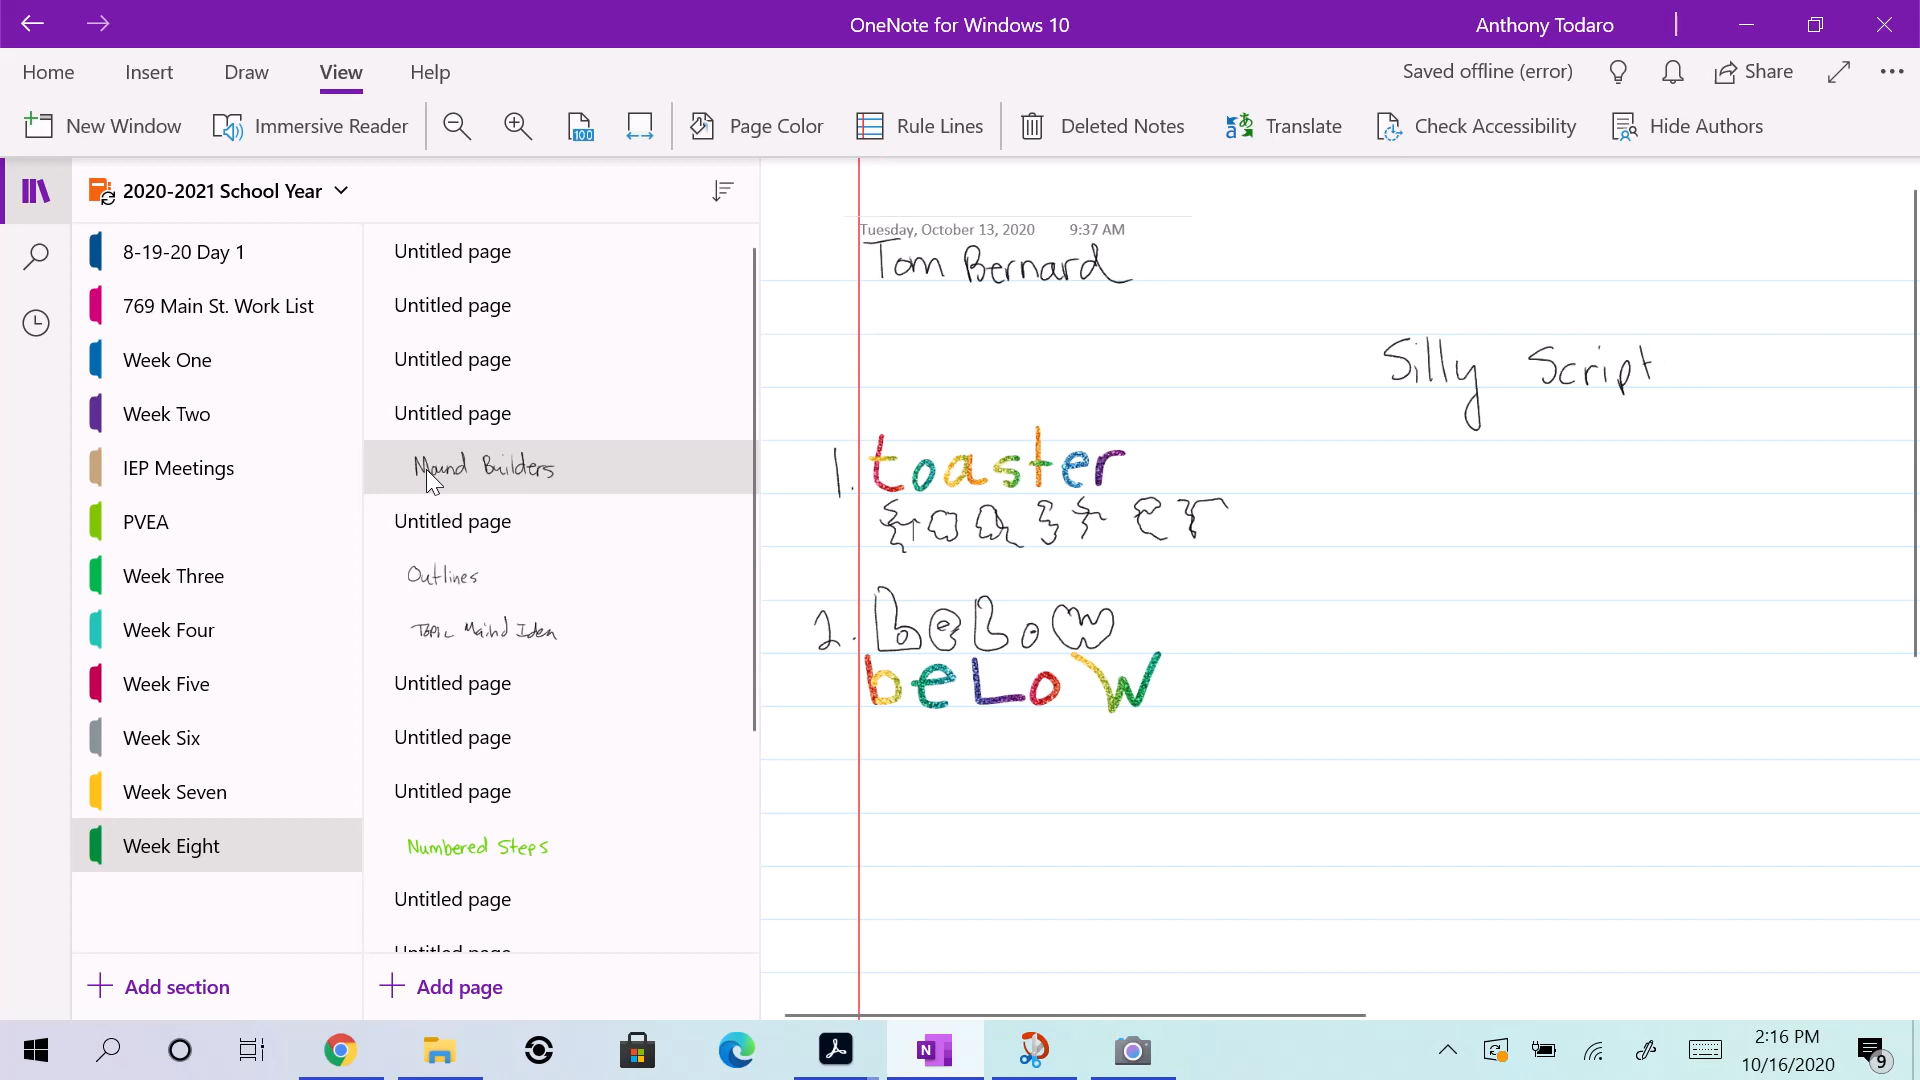 OneNote for Windows 10
Anthony Todaro
Home Insert Draw View Help
Saved offline (error) Share
New Window Immersive Reader 100 Page Color Rule Lines Deleted Notes Translate Check Accessibility Hide Authors
2020-2021 School Year
8-19-20 Day 1
769 Main St. Work List
Week One
Week Two
IEP Meetings
PVEA
Week Three
Week Four
Week Five
Week Six
Week Seven
Week Eight
Add section
Untitled page
Untitled page
Untitled page
Untitled page
Mound Builders
Untitled page
Outlines
Topic Main Idea
Untitled page
Untitled page
Untitled page
Numbered Steps
Untitled page
Untitled page
Add page
Tuesday, October 13, 2020 9:37 AM
Tom Bernard
Silly Script
1. toaster
toaster
2. beLow
beLow
2:16 PM
10/16/2020
9